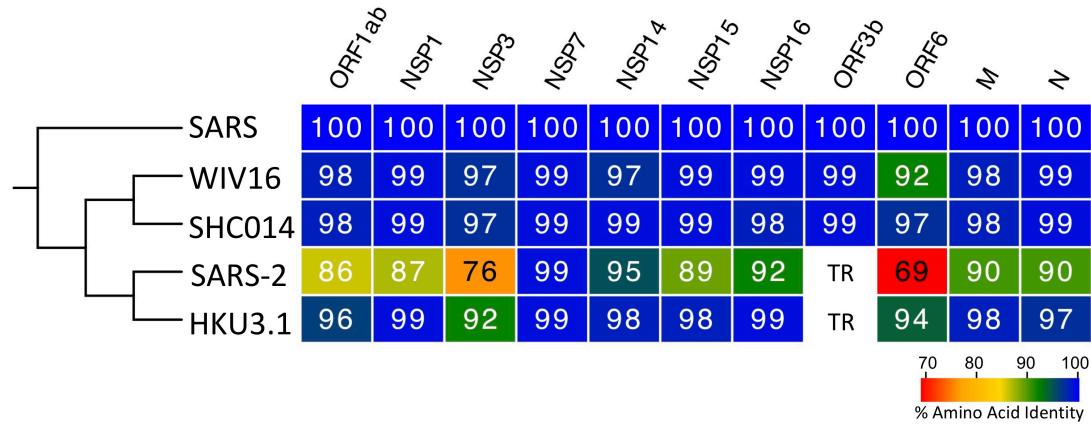 ORF1ab NSP1 NSP3 NSP7 NSP14 NSP15 NSP16 ORF3b ORF6 M N
SARS 100 100 100 100 100 100 100 100 100 100 100
WIV16 98 99 97 99 97 99 99 99 92 98 99
SHC014 98 99 97 99 99 99 98 99 97 98 99
SARS-2 86 87 76 99 95 89 92 TR 69 90 90
HKU3.1 96 99 92 99 98 98 99 TR 94 98 97
70 80 90 100
% Amino Acid Identity